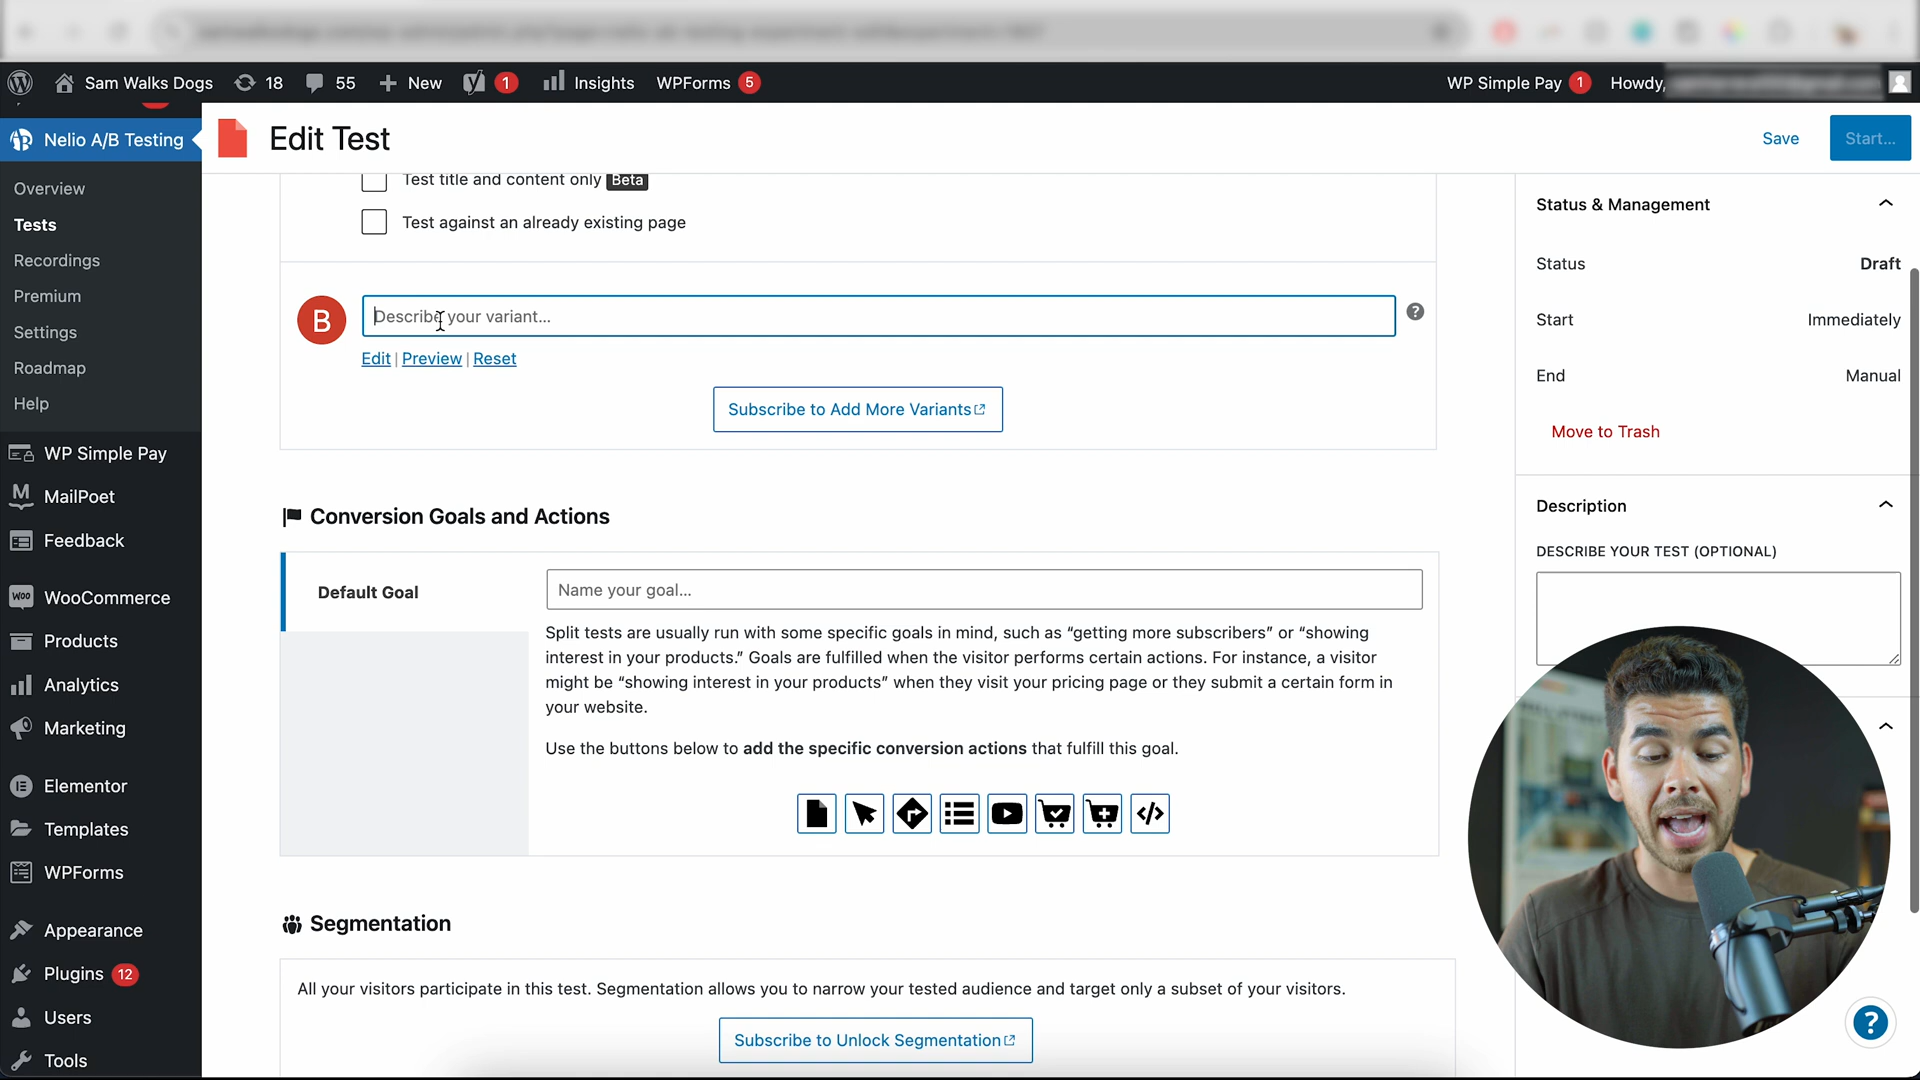 Sam Walks Dogs
18
55
New
1
Insights
WPForms 5
WP Simple Pay 1
Howdy,
Nelio A/B Testing
Overview
Tests
Recordings
Premium
Settings
Roadmap
Help
WP Simple Pay
MailPoet
Feedback
WooCommerce
Products
Analytics
Marketing
Elementor
Templates
WPForms
Appearance
Plugins 12
Users
Tools
Edit Test
Save
Start...
Test title and content only Beta
Test against an already existing page
B
Describe your variant...
?
Edit | Preview | Reset
Subscribe to Add More Variants
Conversion Goals and Actions
Default Goal
Name your goal...
Split tests are usually run with some specific goals in mind, such as “getting more subscribers” or “showing
interest in your products.” Goals are fulfilled when the visitor performs certain actions. For instance, a visitor
might be “showing interest in your products” when they visit your pricing page or they submit a certain form in
your website.
Use the buttons below to add the specific conversion actions that fulfill this goal.
Segmentation
All your visitors participate in this test. Segmentation allows you to narrow your tested audience and target only a subset of your visitors.
Subscribe to Unlock Segmentation
Status & Management
Status Draft
Start Immediately
End Manual
Move to Trash
Description
DESCRIBE YOUR TEST (OPTIONAL)
?